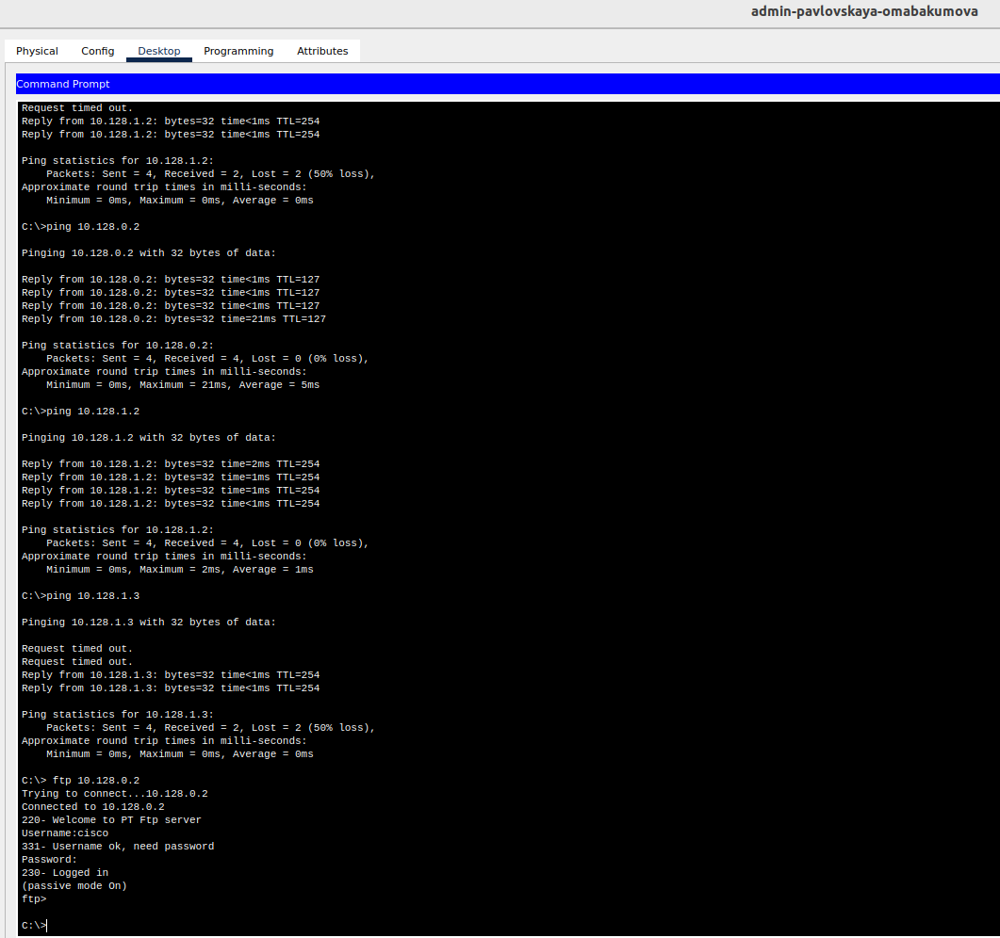 admin-pavlovskaya-omabakumova
Physical Config Desktop Programming Attributes
Command Prompt
Request timed out.
Reply from 10.128.1.2: bytes=32 time<1ms TTL=254
Reply from 10.128.1.2: bytes=32 time<1ms TTL=254
Ping statistics for 10.128.1.2:
Packets: Sent = 4, Received = 2, Lost = 2 (50% loss),
Approximate round trip times in milli-seconds:
Minimum = 0ms, Maximum = 0ms, Average = 0ms
C:\>ping 10.128.0.2
Pinging 10.128.0.2 with 32 bytes of data:
Reply from 10.128.0.2: bytes=32 time<1ms TTL=127
Reply from 10.128.0.2: bytes=32 time<1ms TTL=127
Reply from 10.128.0.2: bytes=32 time<1ms TTL=127
Reply from 10.128.0.2: bytes=32 time=21ms TTL=127
Ping statistics for 10.128.0.2:
Packets: Sent = 4, Received = 4, Lost = 0 (0% loss),
Approximate round trip times in milli-seconds:
Minimum = 0ms, Maximum = 21ms, Average = 5ms
C:\>ping 10.128.1.2
Pinging 10.128.1.2 with 32 bytes of data:
Reply from 10.128.1.2: bytes=32 time=2ms TTL=254
Reply from 10.128.1.2: bytes=32 time=1ms TTL=254
Reply from 10.128.1.2: bytes=32 time=1ms TTL=254
Reply from 10.128.1.2: bytes=32 time<1ms TTL=254
Ping statistics for 10.128.1.2:
Packets: Sent = 4, Received = 4, Lost = 0 (0% loss),
Approximate round trip times in milli-seconds:
Minimum = 0ms, Maximum = 2ms, Average = 1ms
C:\>ping 10.128.1.3
Pinging 10.128.1.3 with 32 bytes of data:
Request timed out.
Request timed out.
Reply from 10.128.1.3: bytes=32 time<1ms TTL=254
Reply from 10.128.1.3: bytes=32 time<1ms TTL=254
Ping statistics for 10.128.1.3:
Packets: Sent = 4, Received = 2, Lost = 2 (50% loss),
Approximate round trip times in milli-seconds:
Minimum = 0ms, Maximum = 0ms, Average = 0ms
C:\> ftp 10.128.0.2
Trying to connect...10.128.0.2
Connected to 10.128.0.2
220- Welcome to PT Ftp server
Username:cisco
331- Username ok, need password
Password:
230- Logged in
(passive mode On)
ftp>
C:\>